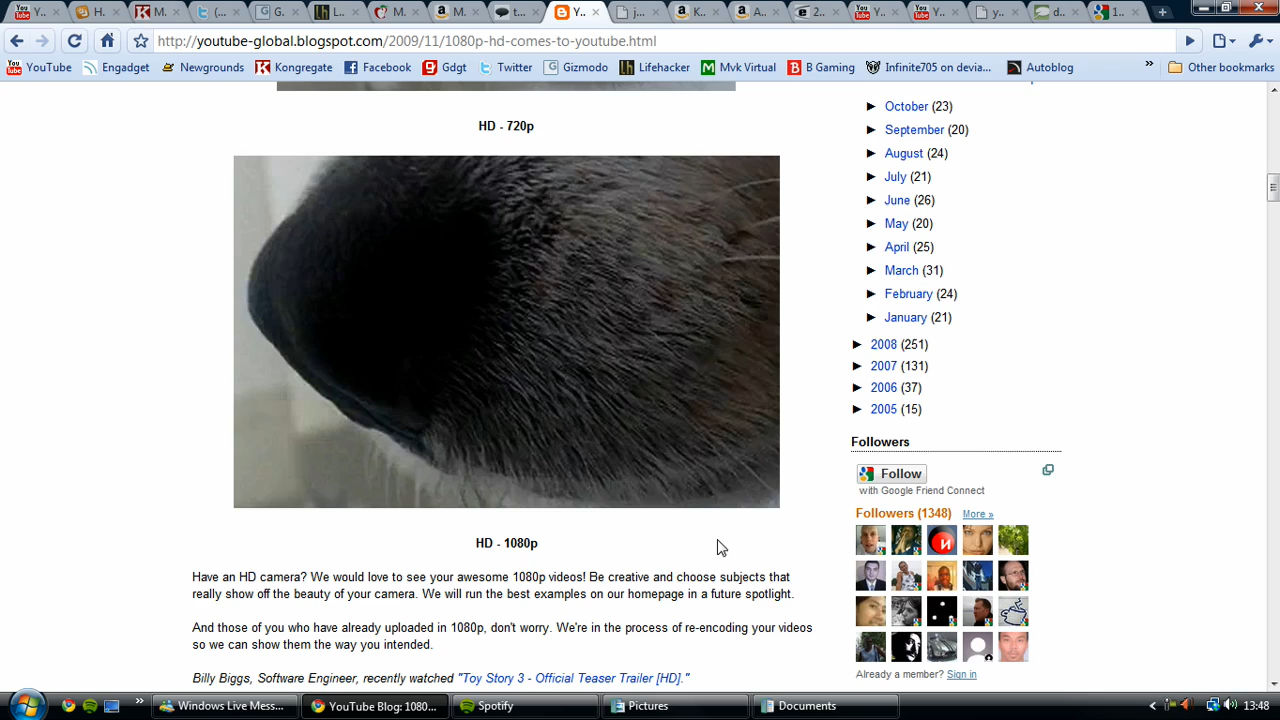 Y..
H.
M.
(..
G.
L.
M.
M.
t...
Y..
j...
K.
A.
2.
Y..
Y..
y..
d..
1.
http://youtube-global.blogspot.com/2009/11/1080p-hd-comes-to-youtube.html
YouTube Engadget Newgrounds Kongregate Facebook Gdgt Twitter Gizmodo Lifehacker Mvk Virtual B Gaming Infinite705 on devia... Autoblog » Other bookmarks
HD - 720p
HD - 1080p
Have an HD camera? We would love to see your awesome 1080p videos! Be creative and choose subjects that
really show off the beauty of your camera. We will run the best examples on our homepage in a future spotlight.
And those of you who have already uploaded in 1080p, don't worry. We're in the process of re-encoding your videos
so we can show them the way you intended.
Billy Biggs, Software Engineer, recently watched "Toy Story 3 - Official Teaser Trailer [HD]."
► October (23)
► September (20)
► August (24)
► July (21)
► June (26)
► May (20)
► April (25)
► March (31)
► February (24)
► January (21)
► 2008 (251)
► 2007 (131)
► 2006 (37)
► 2005 (15)
Followers
Follow
with Google Friend Connect
Followers (1348) More »
Already a member? Sign in
» Windows Live Mess... YouTube Blog: 1080... Spotify Pictures Documents 13:48